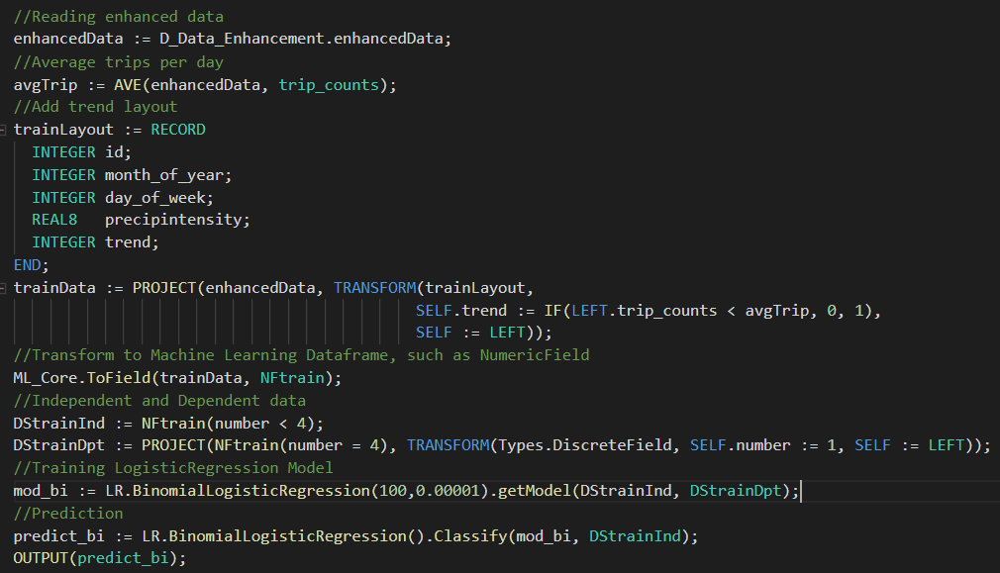 //Reading enhanced data
enhancedData := D_Data_Enhancement.enhancedData;
//Average trips per day
avgTrip := AVE(enhancedData, trip_counts);
//Add trend layout
trainLayout := RECORD
  INTEGER id;
  INTEGER month_of_year;
  INTEGER day_of_week;
  REAL8   precipintensity;
  INTEGER trend;
END;
trainData := PROJECT(enhancedData, TRANSFORM(trainLayout,
                                            SELF.trend := IF(LEFT.trip_counts < avgTrip, 0, 1),
                                            SELF := LEFT));
//Transform to Machine Learning Dataframe, such as NumericField
ML_Core.ToField(trainData, NFtrain);
//Independent and Dependent data
DStrainInd := NFtrain(number < 4);
DStrainDpt := PROJECT(NFtrain(number = 4), TRANSFORM(Types.DiscreteField, SELF.number := 1, SELF := LEFT));
//Training LogisticRegression Model
mod_bi := LR.BinomialLogisticRegression(100,0.00001).getModel(DStrainInd, DStrainDpt);
//Prediction
predict_bi := LR.BinomialLogisticRegression().Classify(mod_bi, DStrainInd);
OUTPUT(predict_bi);